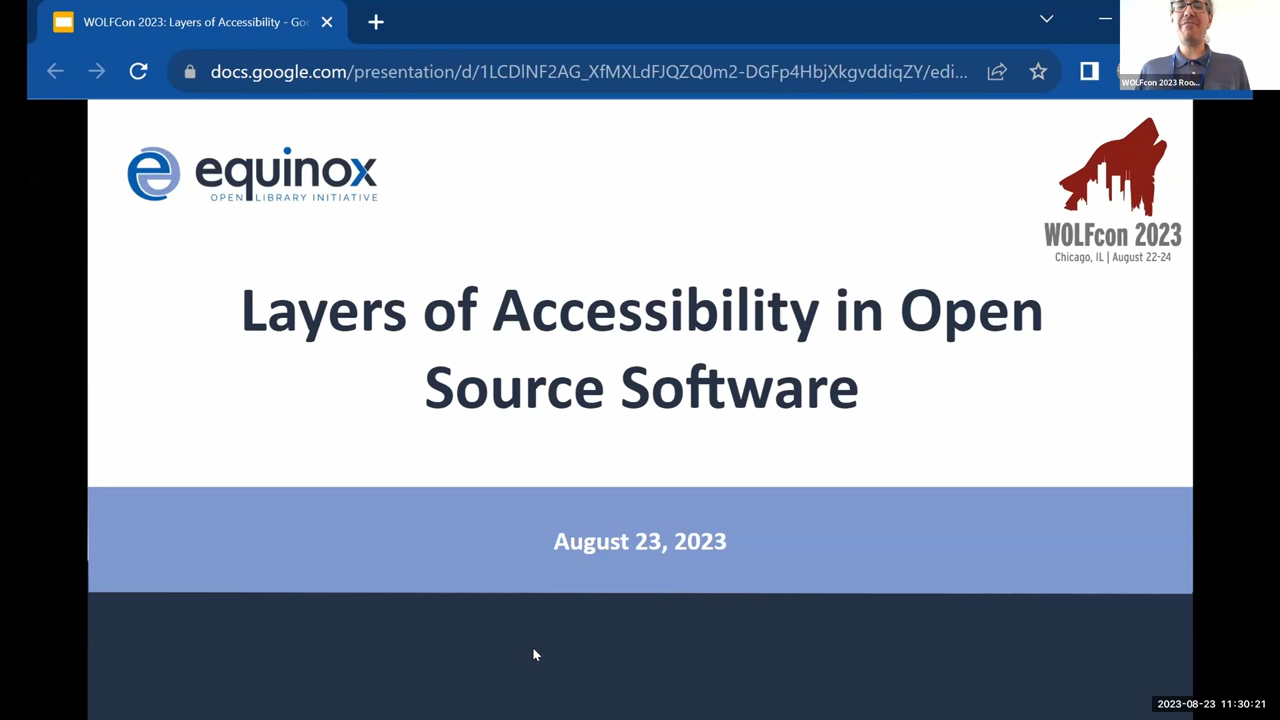 WOLFCon 2023: Layers of Accessibility - Goo
docs.google.com/presentation/d/1LCDlNF2AG_XfMXLdFJQZQ0m2-DGFp4HbjXkgvddiqZY/edi...
WOLFcon 2023 Roo...
equinox
OPEN LIBRARY INITIATIVE
WOLFcon 2023
Chicago, IL | August 22-24
Layers of Accessibility in Open
Source Software
August 23, 2023
2023-08-23 11:30:21